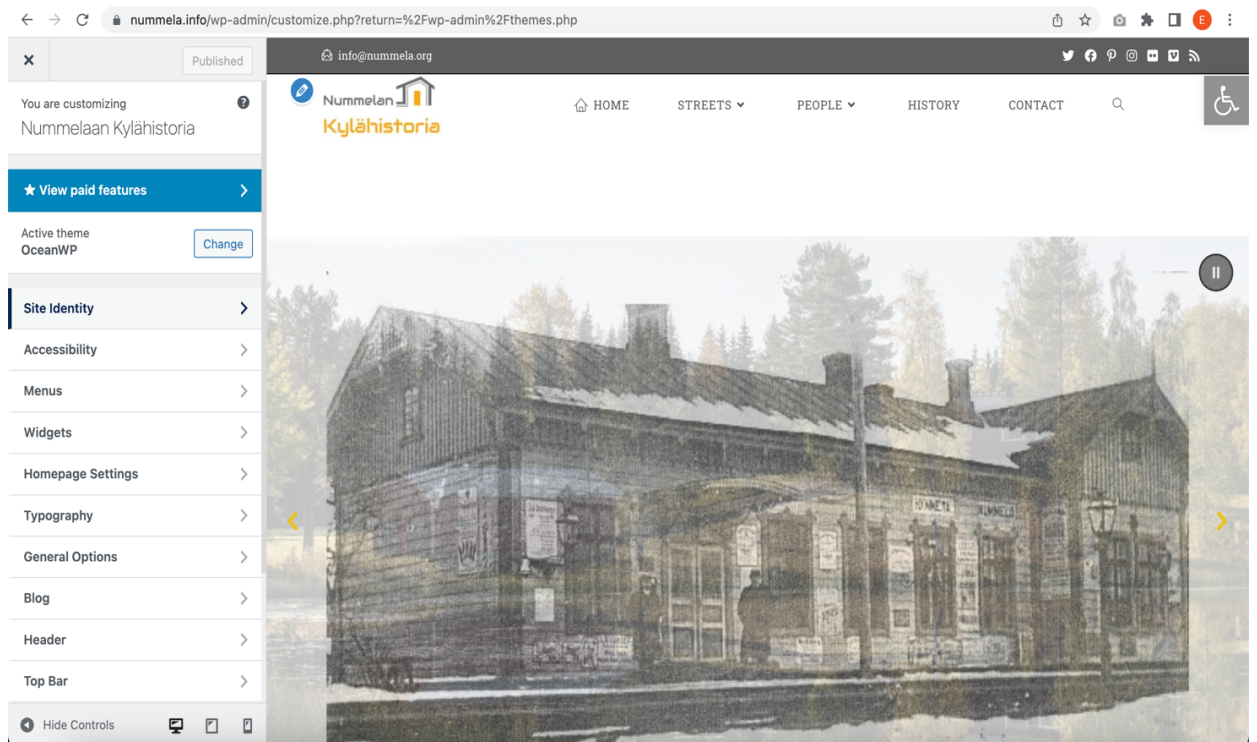 nummela.info/wp-admin/customize.php?return=%2Fwp-admin%2Fthemes.php
E
Published
You are customizing
Nummelaan Kylähistoria
View paid features
Active theme
OceanWP
Change
Site Identity
Accessibility
Menus
Widgets
Homepage Settings
Typography
General Options
Blog
Header
Top Bar
Hide Controls
info@nummela.org
Nummelan
Kylähistoria
HOME STREETS PEOPLE HISTORY CONTACT
NUMMELA